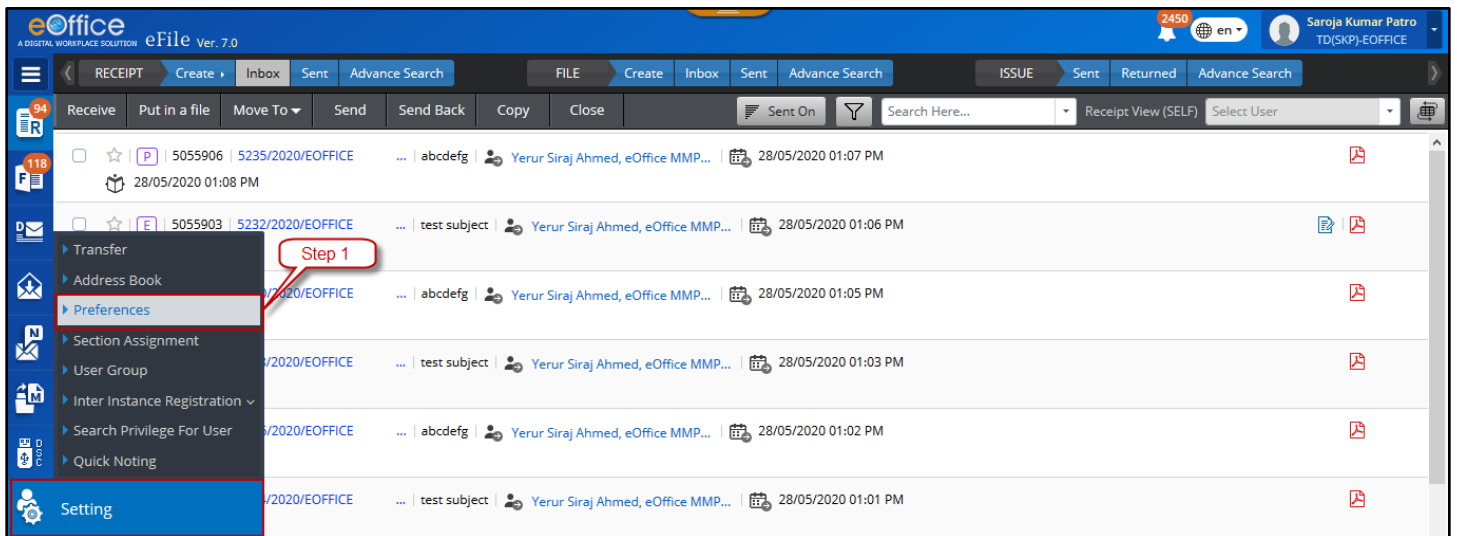 eOffice
A DIGITAL WORKPLACE SOLUTION eFile Ver. 7.0
2450 en Saroja Kumar Patro
TD(SKP)-EOFFICE
RECEIPT Create Inbox Sent Advance Search FILE Create Inbox Sent Advance Search ISSUE Sent Returned Advance Search
94 R Receive Put in a file Move To Send Send Back Copy Close Sent On Search Here... Receipt View (SELF) Select User
118 F P 5055906 5235/2020/EOFFICE ... abcdefg Yerur Siraj Ahmed, eOffice MMP... 28/05/2020 01:07 PM
28/05/2020 01:08 PM
D E 5055903 5232/2020/EOFFICE ... test subject Yerur Siraj Ahmed, eOffice MMP... 28/05/2020 01:06 PM
Transfer
Step 1
Address Book
/2020/EOFFICE ... abcdefg Yerur Siraj Ahmed, eOffice MMP... 28/05/2020 01:05 PM
Preferences
N
Section Assignment
/2020/EOFFICE ... test subject Yerur Siraj Ahmed, eOffice MMP... 28/05/2020 01:03 PM
User Group
M
Inter Instance Registration
Search Privilege For User
/2020/EOFFICE ... abcdefg Yerur Siraj Ahmed, eOffice MMP... 28/05/2020 01:02 PM
DSC
Quick Noting
Setting
/2020/EOFFICE ... test subject Yerur Siraj Ahmed, eOffice MMP... 28/05/2020 01:01 PM